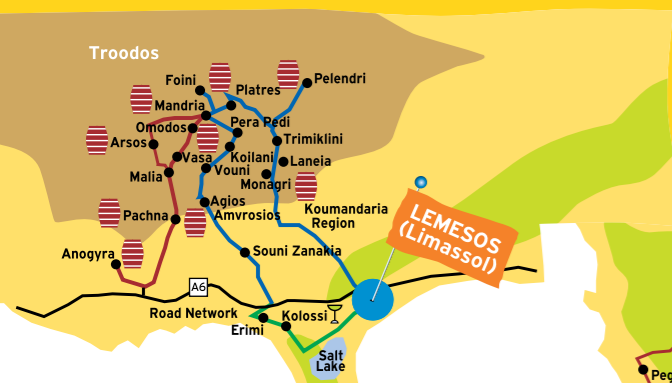 Troodos
Foini
Platres
Pelendri
Mandria
Pera Pedi
Omodos
Trimiklini
Arsos
Vasa
Koilani
Laneia
Malia
Vouni
Monagri
Agios
Amvrosios
Koumandaria
Region
Pachna
LEMESOS
(Limassol)
Anogyra
Souni Zanakia
A6
Road Network
Kolossi
Erimi
Salt
Lake